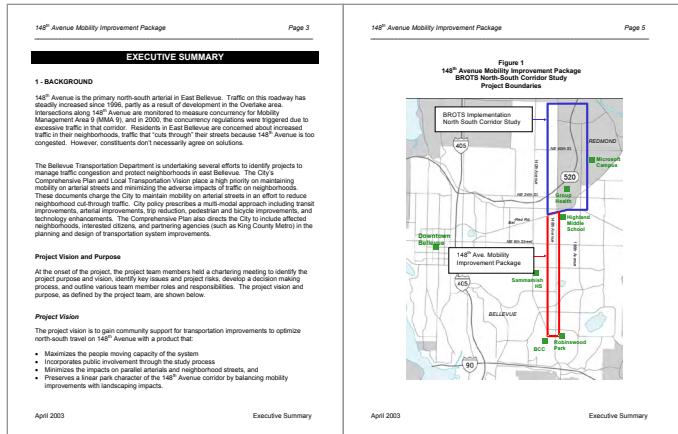 148th Avenue Mobility Improvement Package Page 3
EXECUTIVE SUMMARY
1 - BACKGROUND
148th Avenue is the primary north-south arterial in East Bellevue. Traffic on this roadway has
steadily increased since 1996, partly as a result of development in the Overlake area.
Intersections along 148th Avenue are monitored to measure concurrency for Mobility
Management Area 9 (MMA 9), and in 2000, the concurrency regulations were triggered due to
excessive traffic in that corridor. Residents in East Bellevue are concerned about increased
traffic in their neighborhoods, traffic that "cuts through" their streets because 148th Avenue is too
congested. However, constituents don't necessarily agree on solutions.
The Bellevue Transportation Department is undertaking several efforts to identify projects to
manage traffic congestion and protect neighborhoods in east Bellevue. The City's
Comprehensive Plan and Local Transportation Vision place a high priority on maintaining
mobility on arterial streets and minimizing the adverse impacts of traffic on neighborhoods.
These documents charge the City to maintain mobility on arterial streets in an effort to reduce
neighborhood cut-through traffic. City policy prescribes a multi-modal approach including transit
improvements, arterial improvements, trip reduction, pedestrian and bicycle improvements, and
technology enhancements. The Comprehensive Plan also directs the City to include affected
neighborhoods, interested citizens, and partnering agencies (such as King County Metro) in the
planning and design of transportation system improvements.
Project Vision and Purpose
At the onset of the project, the project team members held a chartering meeting to identify the
project purpose and vision, identify key issues and project risks, develop a decision making
process, and outline various team member roles and responsibilities. The project vision and
purpose, as defined by the project team, are shown below.
Project Vision
The project vision is to gain community support for transportation improvements to optimize
north-south travel on 148th Avenue with a product that:
• Maximizes the people moving capacity of the system
• Incorporates public involvement through the study process
• Minimizes the impacts on parallel arterials and neighborhood streets, and
• Preserves a linear park character of the 148th Avenue corridor by balancing mobility
improvements with landscaping impacts.
April 2003 Executive Summary
148th Avenue Mobility Improvement Package Page 5
Figure 1
148th Avenue Mobility Improvement Package
BROTS North-South Corridor Study
Project Boundaries
BROTS Implementation
North South Corridor Study
405
REDMOND
Microsoft
Campus
520
NE 24th St
Group
Health
Highland
Middle
School
Bel
Red Rd
NE 8th Street
Downtown
Bellevue
148th Ave. Mobility
Improvement Package
405
Sammamish
HS
BELLEVUE
BCC
Robinswood
Park
90
April 2003 Executive Summary